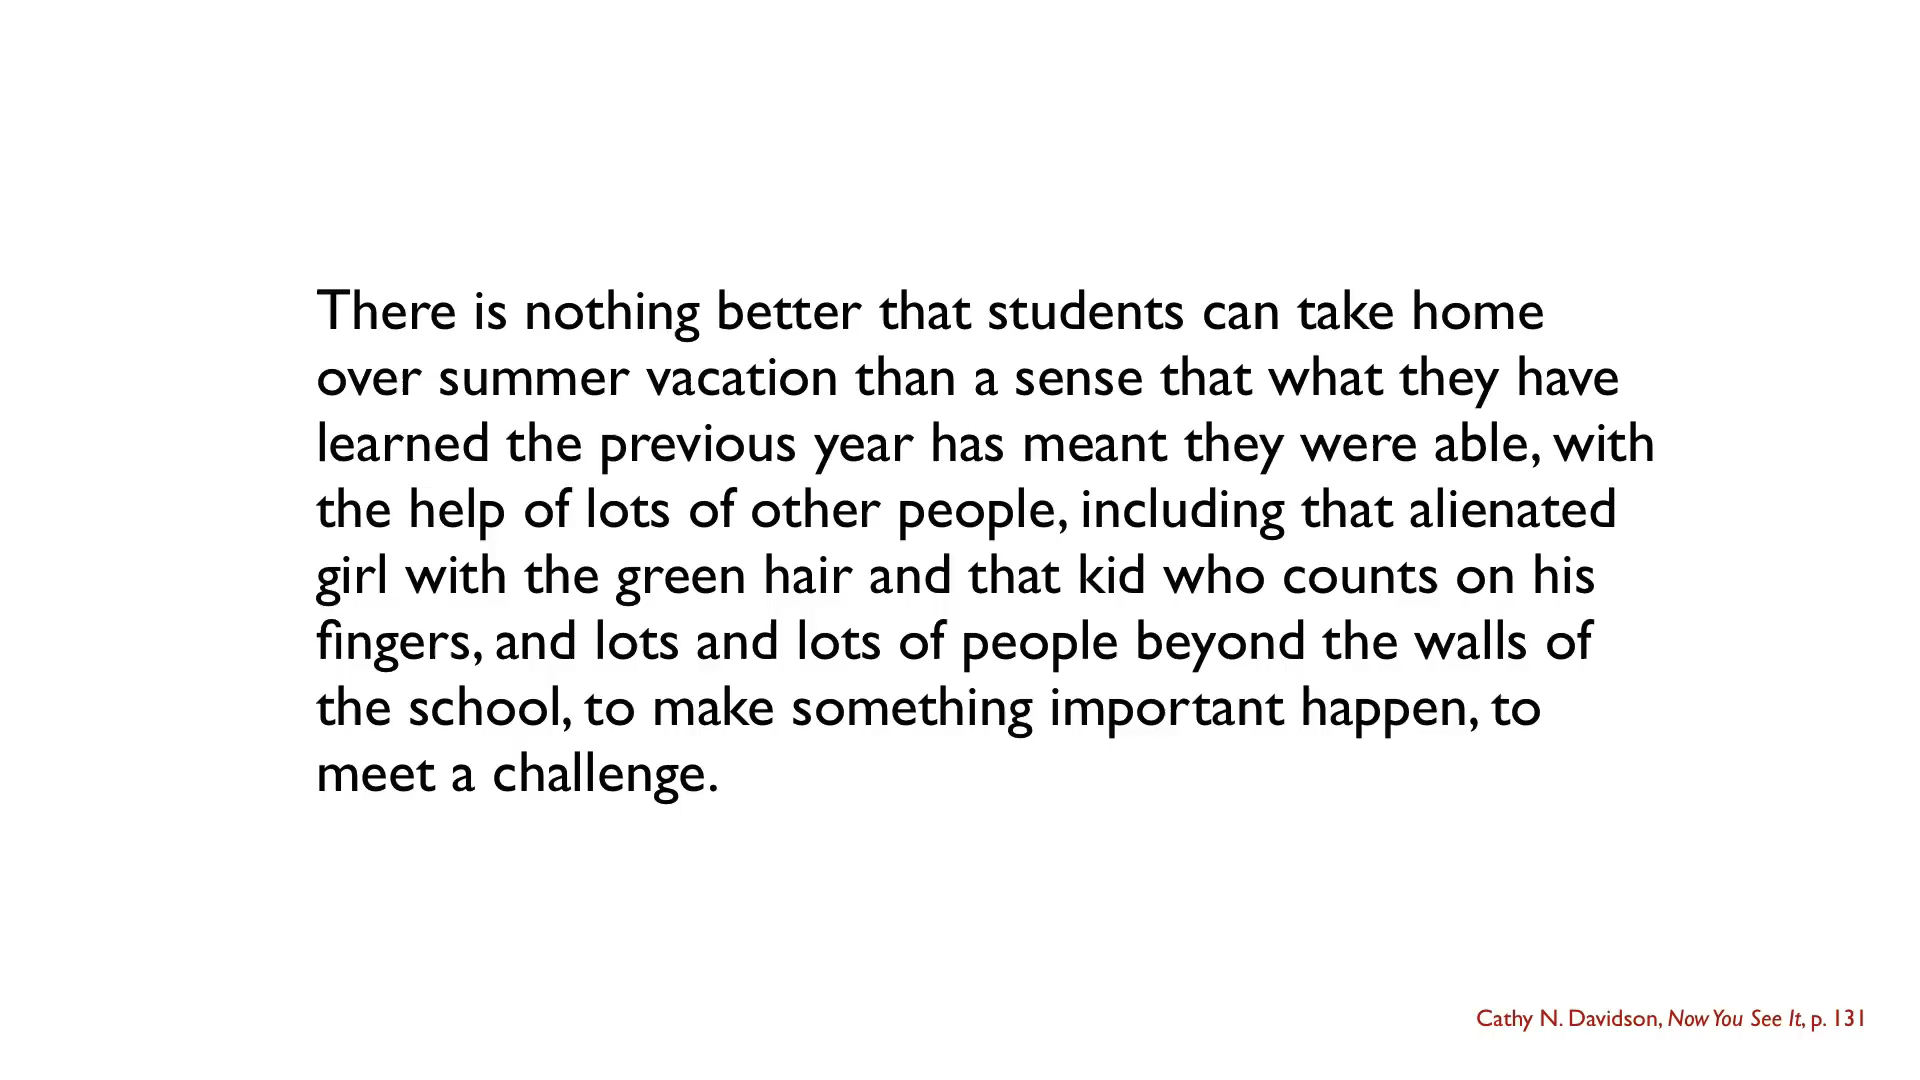 There is nothing better that students can take home
over summer vacation than a sense that what they have
learned the previous year has meant they were able, with
the help of lots of other people, including that alienated
girl with the green hair and that kid who counts on his
fingers, and lots and lots of people beyond the walls of
the school, to make something important happen, to
meet a challenge.
Cathy N. Davidson, Now You See It, p. 131